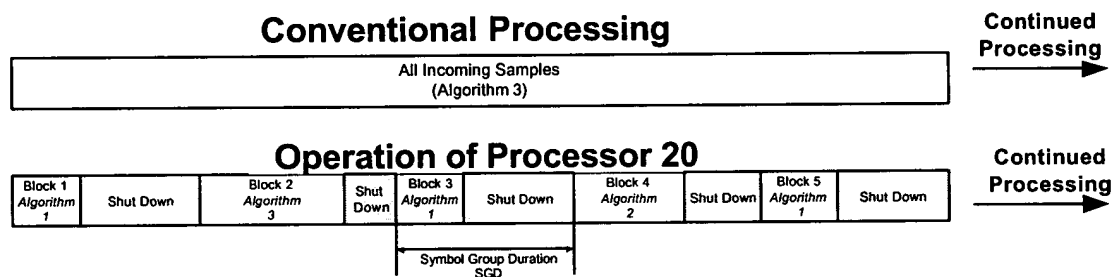 Conventional Processing
Continued
Processing
All Incoming Samples
(Algorithm 3)
Operation of Processor 20
Continued
Processing
Block 1
Algorithm
1
Shut Down
Block 2
Algorithm
3
Shut
Down
Block 3
Algorithm
1
Shut Down
Block 4
Algorithm
2
Shut Down
Block 5
Algorithm
1
Shut Down
Symbol Group Duration
SGD